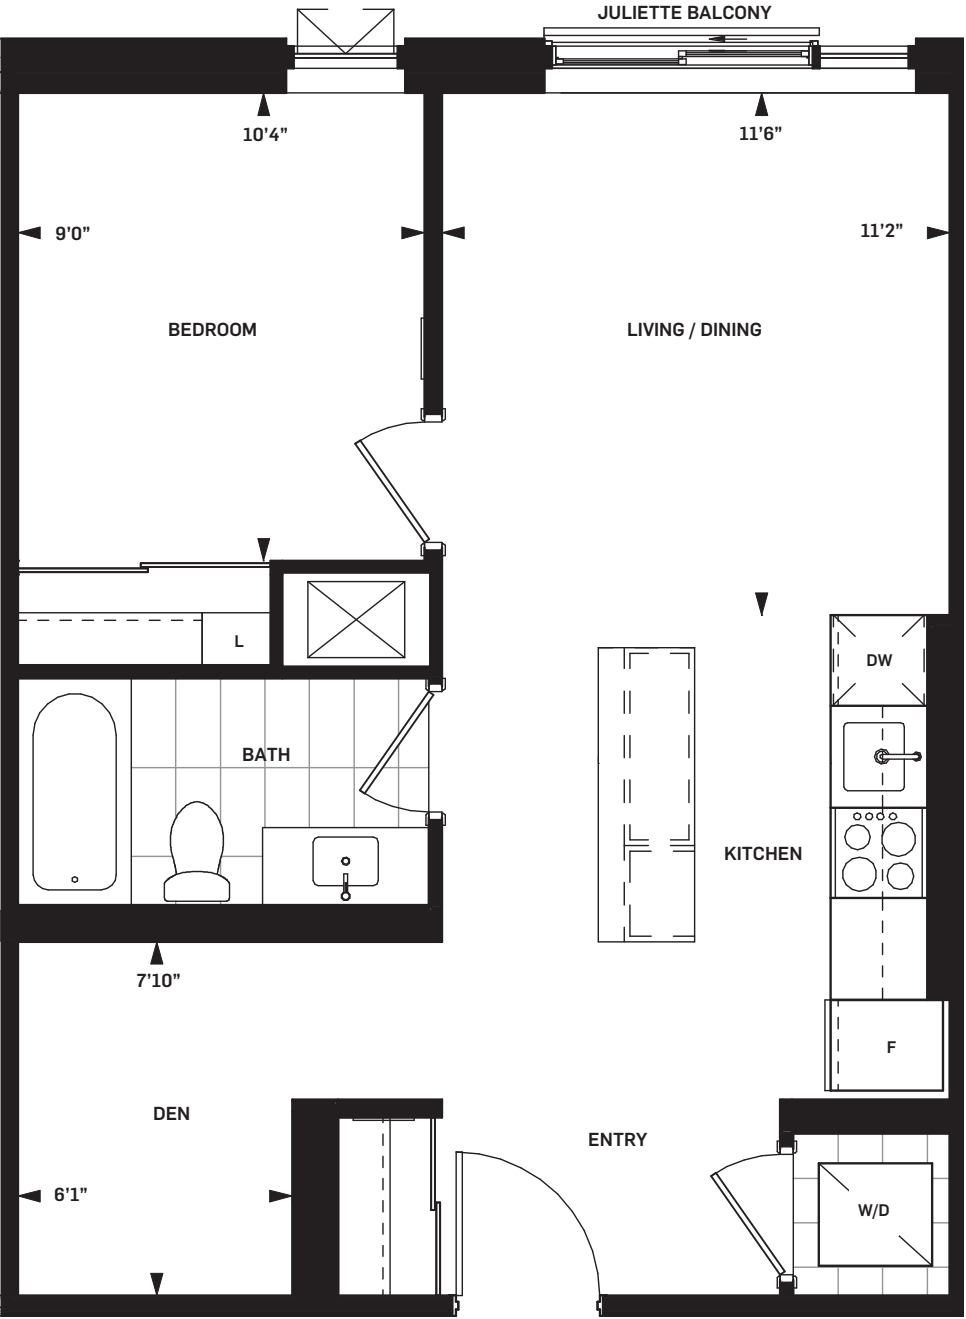 JULIETTE BALCONY
10’4”
11’6”
9’0”
11’2”
BEDROOM
LIVING / DINING
L
DW
BATH
KITCHEN
7’10”
F
DEN
ENTRY
6’1”
W/D